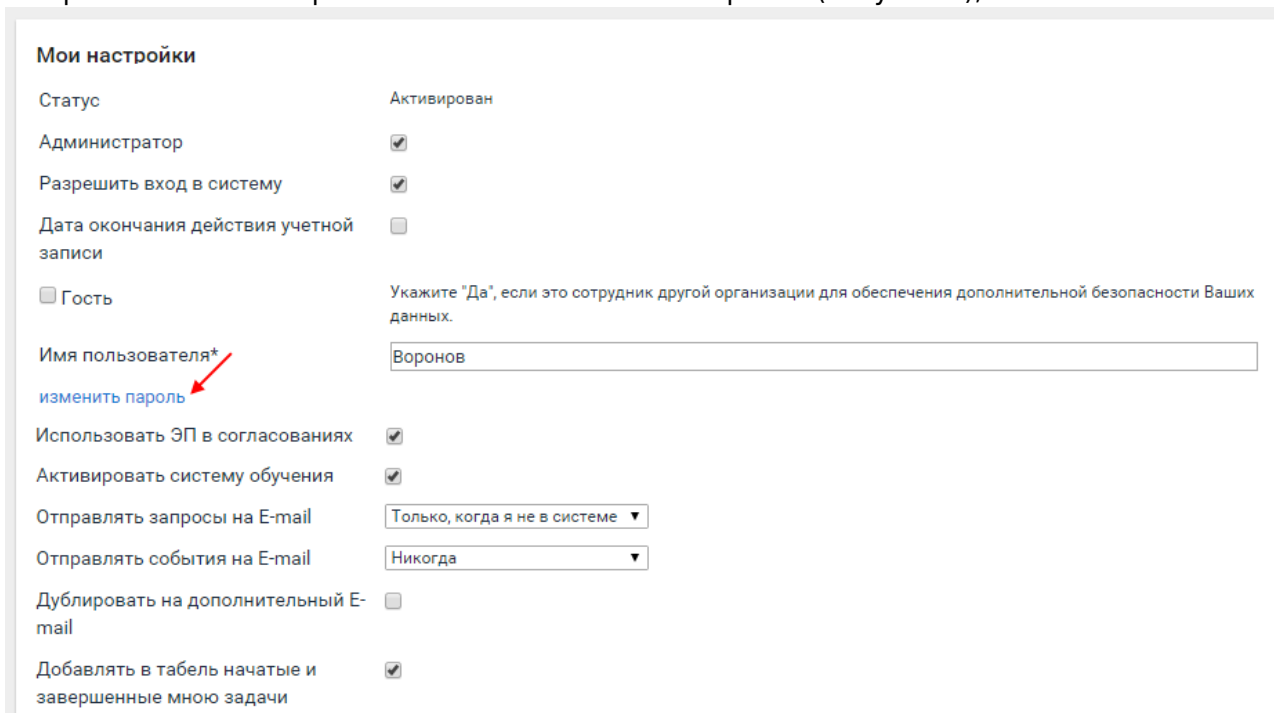 Мои настройки
Статус
Активирован
Администратор
Разрешить вход в систему
Дата окончания действия учетной
записи
Гость
Укажите "Да", если это сотрудник другой организации для обеспечения дополнительной безопасности Ваших
данных.
Имя пользователя*
Воронов
изменить пароль
Использовать ЭП в согласованиях
Активировать систему обучения
Отправлять запросы на E-mail
Только, когда я не в системе
Отправлять события на E-mail
Никогда
Дублировать на дополнительный E-
mail
Добавлять в табель начатые и
завершенные мною задачи